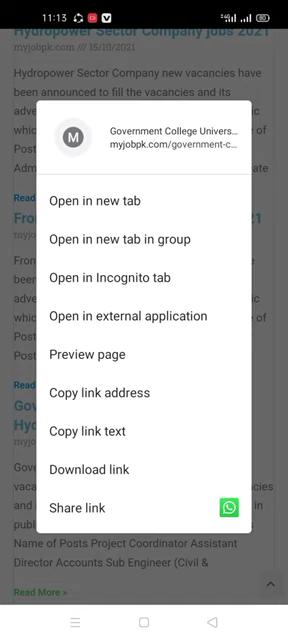 11:13
Hydropower Sector Company jobs 2021
myjobpk.com /// 15/10/2021
Hydropower Sector Company new vacancies have
been announced to fill the vacancies and its
M
Government College Univers...
myjobpk.com/government-c...
Open in new tab
Open in new tab in group
Open in Incognito tab
Open in external application
Preview page
Copy link address
Copy link text
Download link
Share link
Name of Posts Project Coordinator Assistant
Director Accounts Sub Engineer (Civil &
Read More »